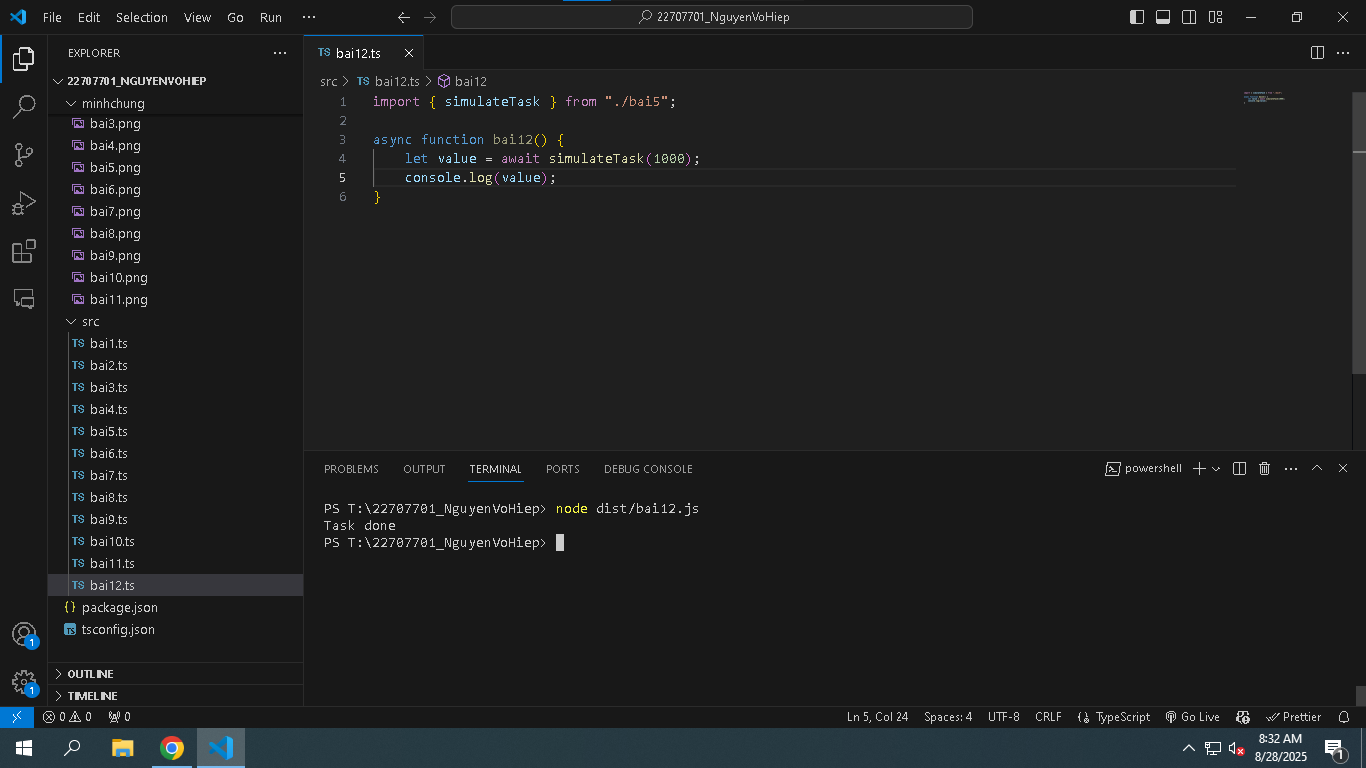 File Edit Selection View Go Run ··· 22707701_NguyenVoHiep
EXPLORER ···
22707701_NGUYENVOHIEP
minhchung
bai3.png
bai4.png
bai5.png
bai6.png
bai7.png
bai8.png
bai9.png
bai10.png
bai11.png
src
TS bai1.ts
TS bai2.ts
TS bai3.ts
TS bai4.ts
TS bai5.ts
TS bai6.ts
TS bai7.ts
TS bai8.ts
TS bai9.ts
TS bai10.ts
TS bai11.ts
TS bai12.ts
{} package.json
TS tsconfig.json
OUTLINE
TIMELINE
TS bai12.ts
src > TS bai12.ts > bai12
1 import { simulateTask } from "./bai5";
2
3 async function bai12() {
4     let value = await simulateTask(1000);
5     console.log(value);
6 }
PROBLEMS OUTPUT TERMINAL PORTS DEBUG CONSOLE powershell
PS T:\22707701_NguyenVoHiep> node dist/bai12.js
Task done
PS T:\22707701_NguyenVoHiep>
1
1
0 0 0 Ln 5, Col 24 Spaces: 4 UTF-8 CRLF {} TypeScript Go Live Prettier
8:32 AM
8/28/2025
1